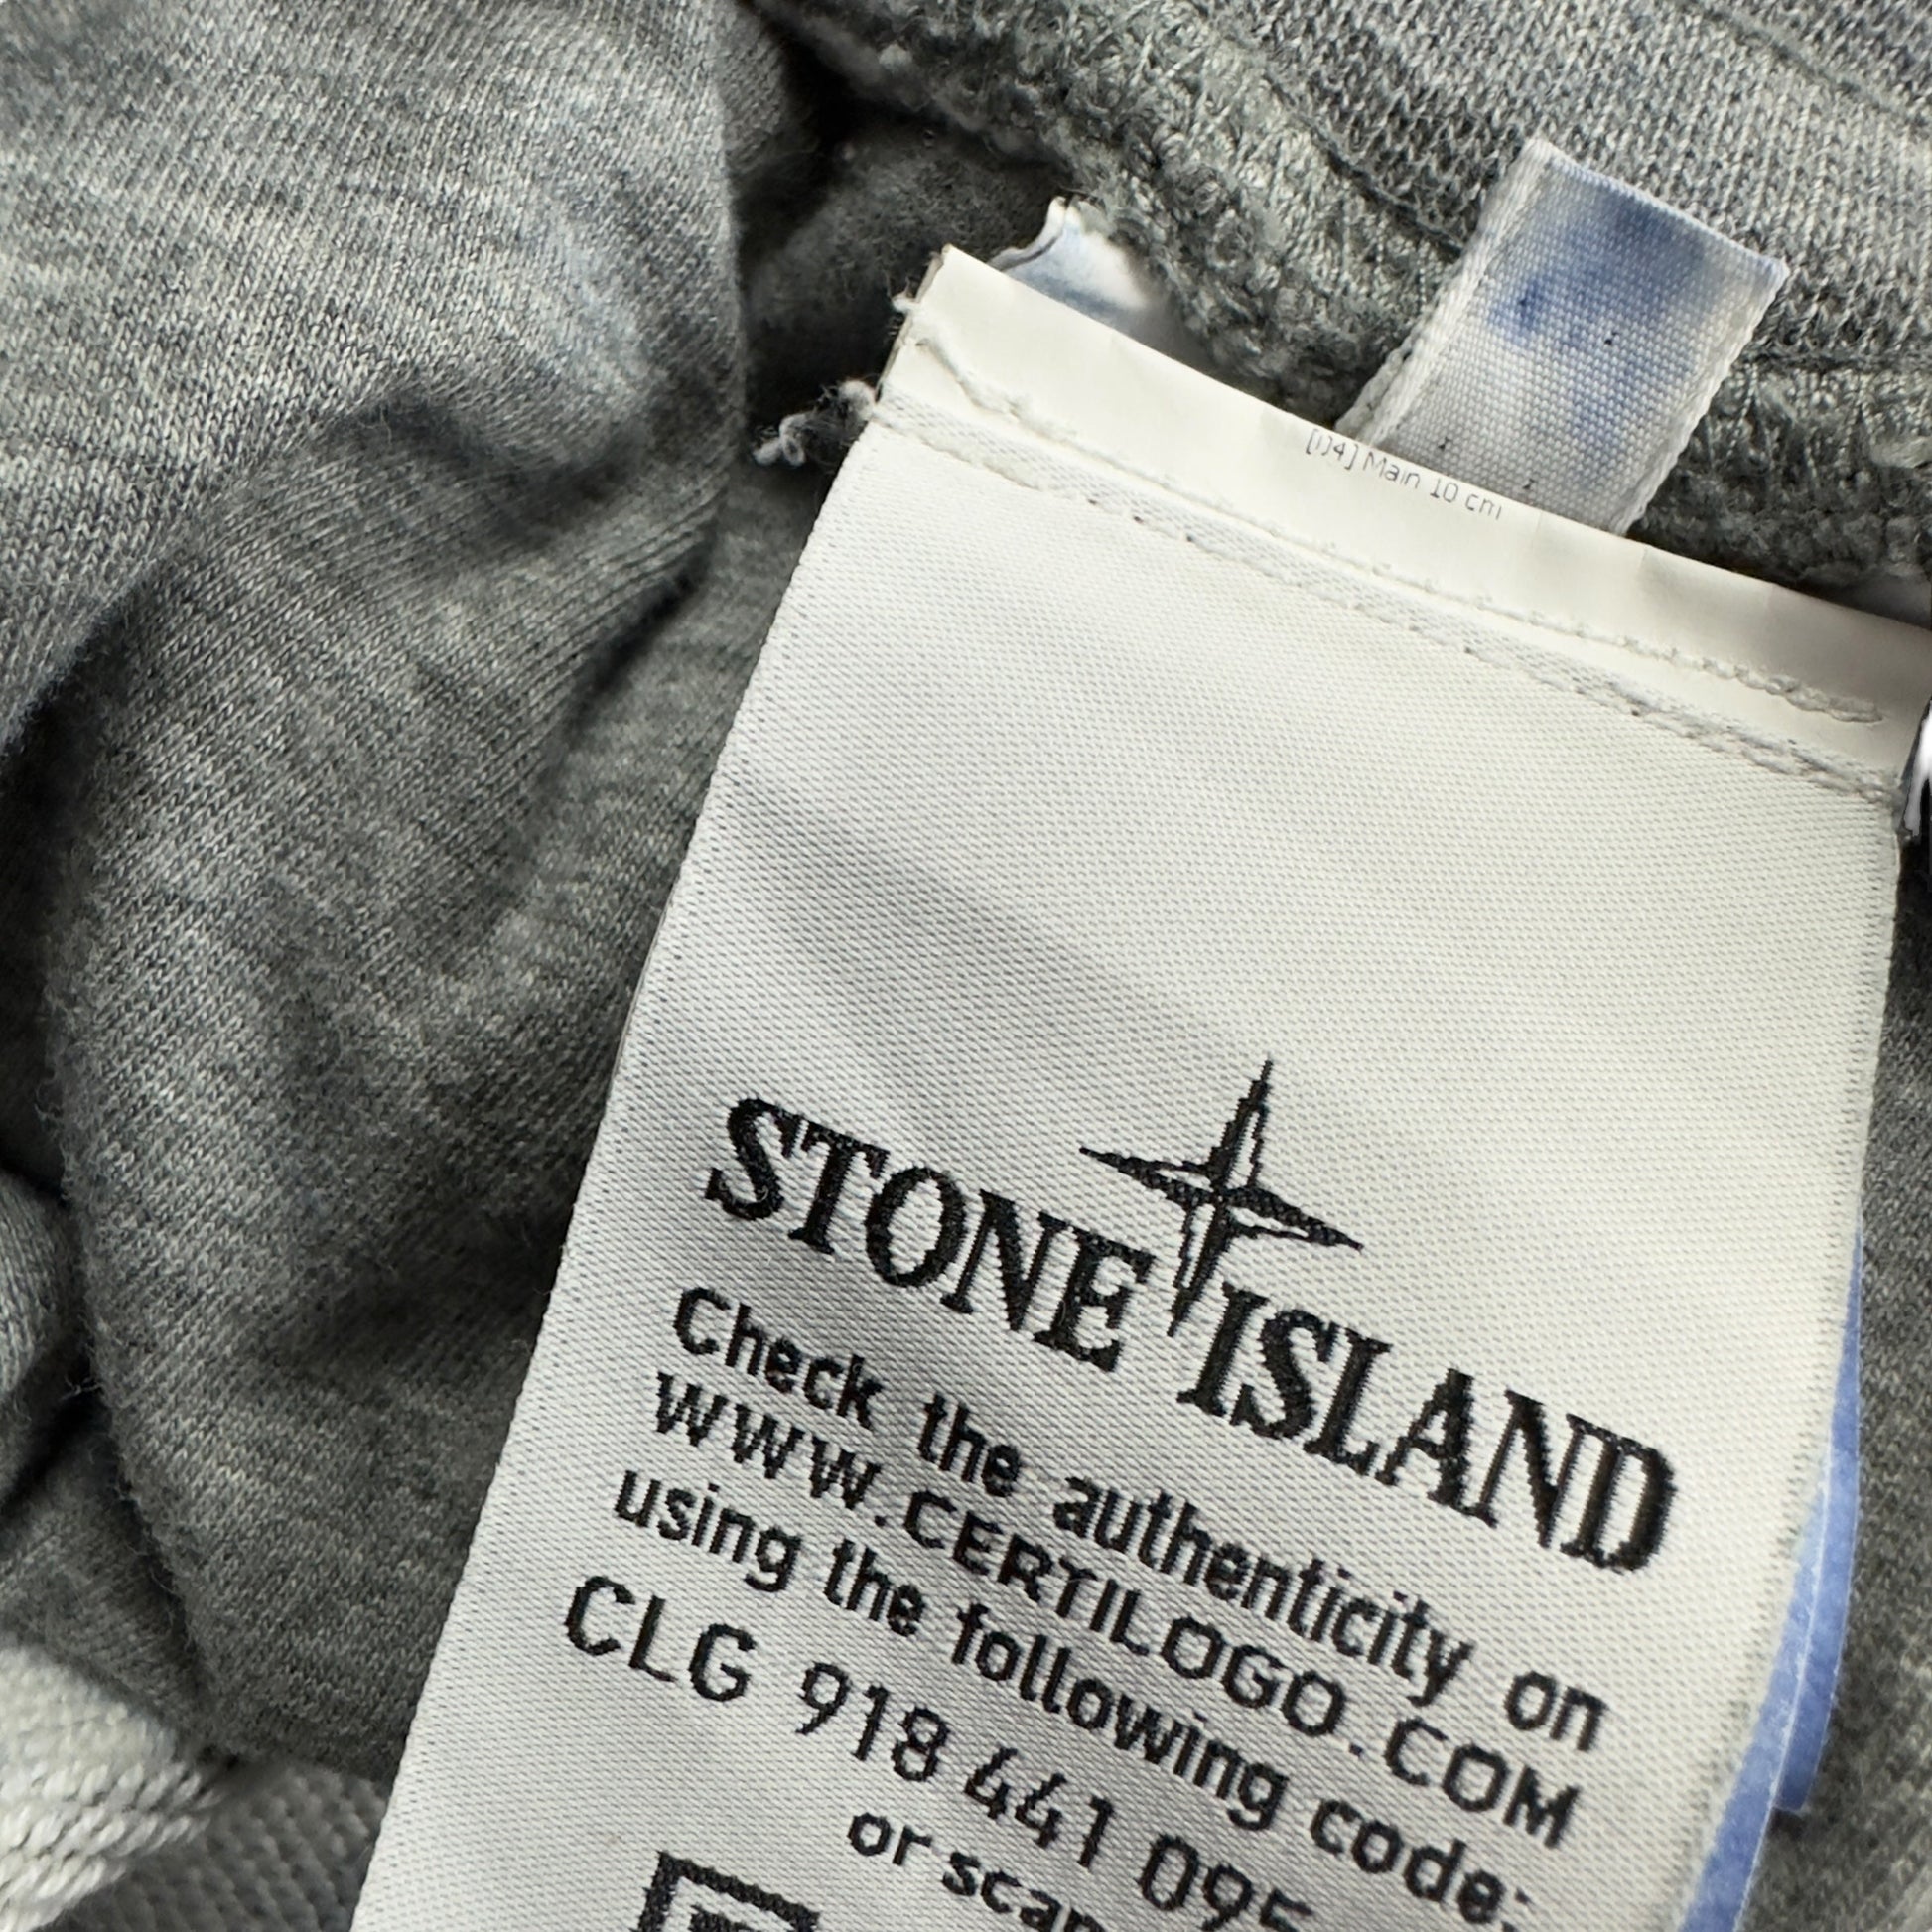 [04] Main 10 cm
STONE ISLAND
Check the authenticity on
WWW.CERTILOGO.COM
using the following code:
CLG 918 441 095
or scan